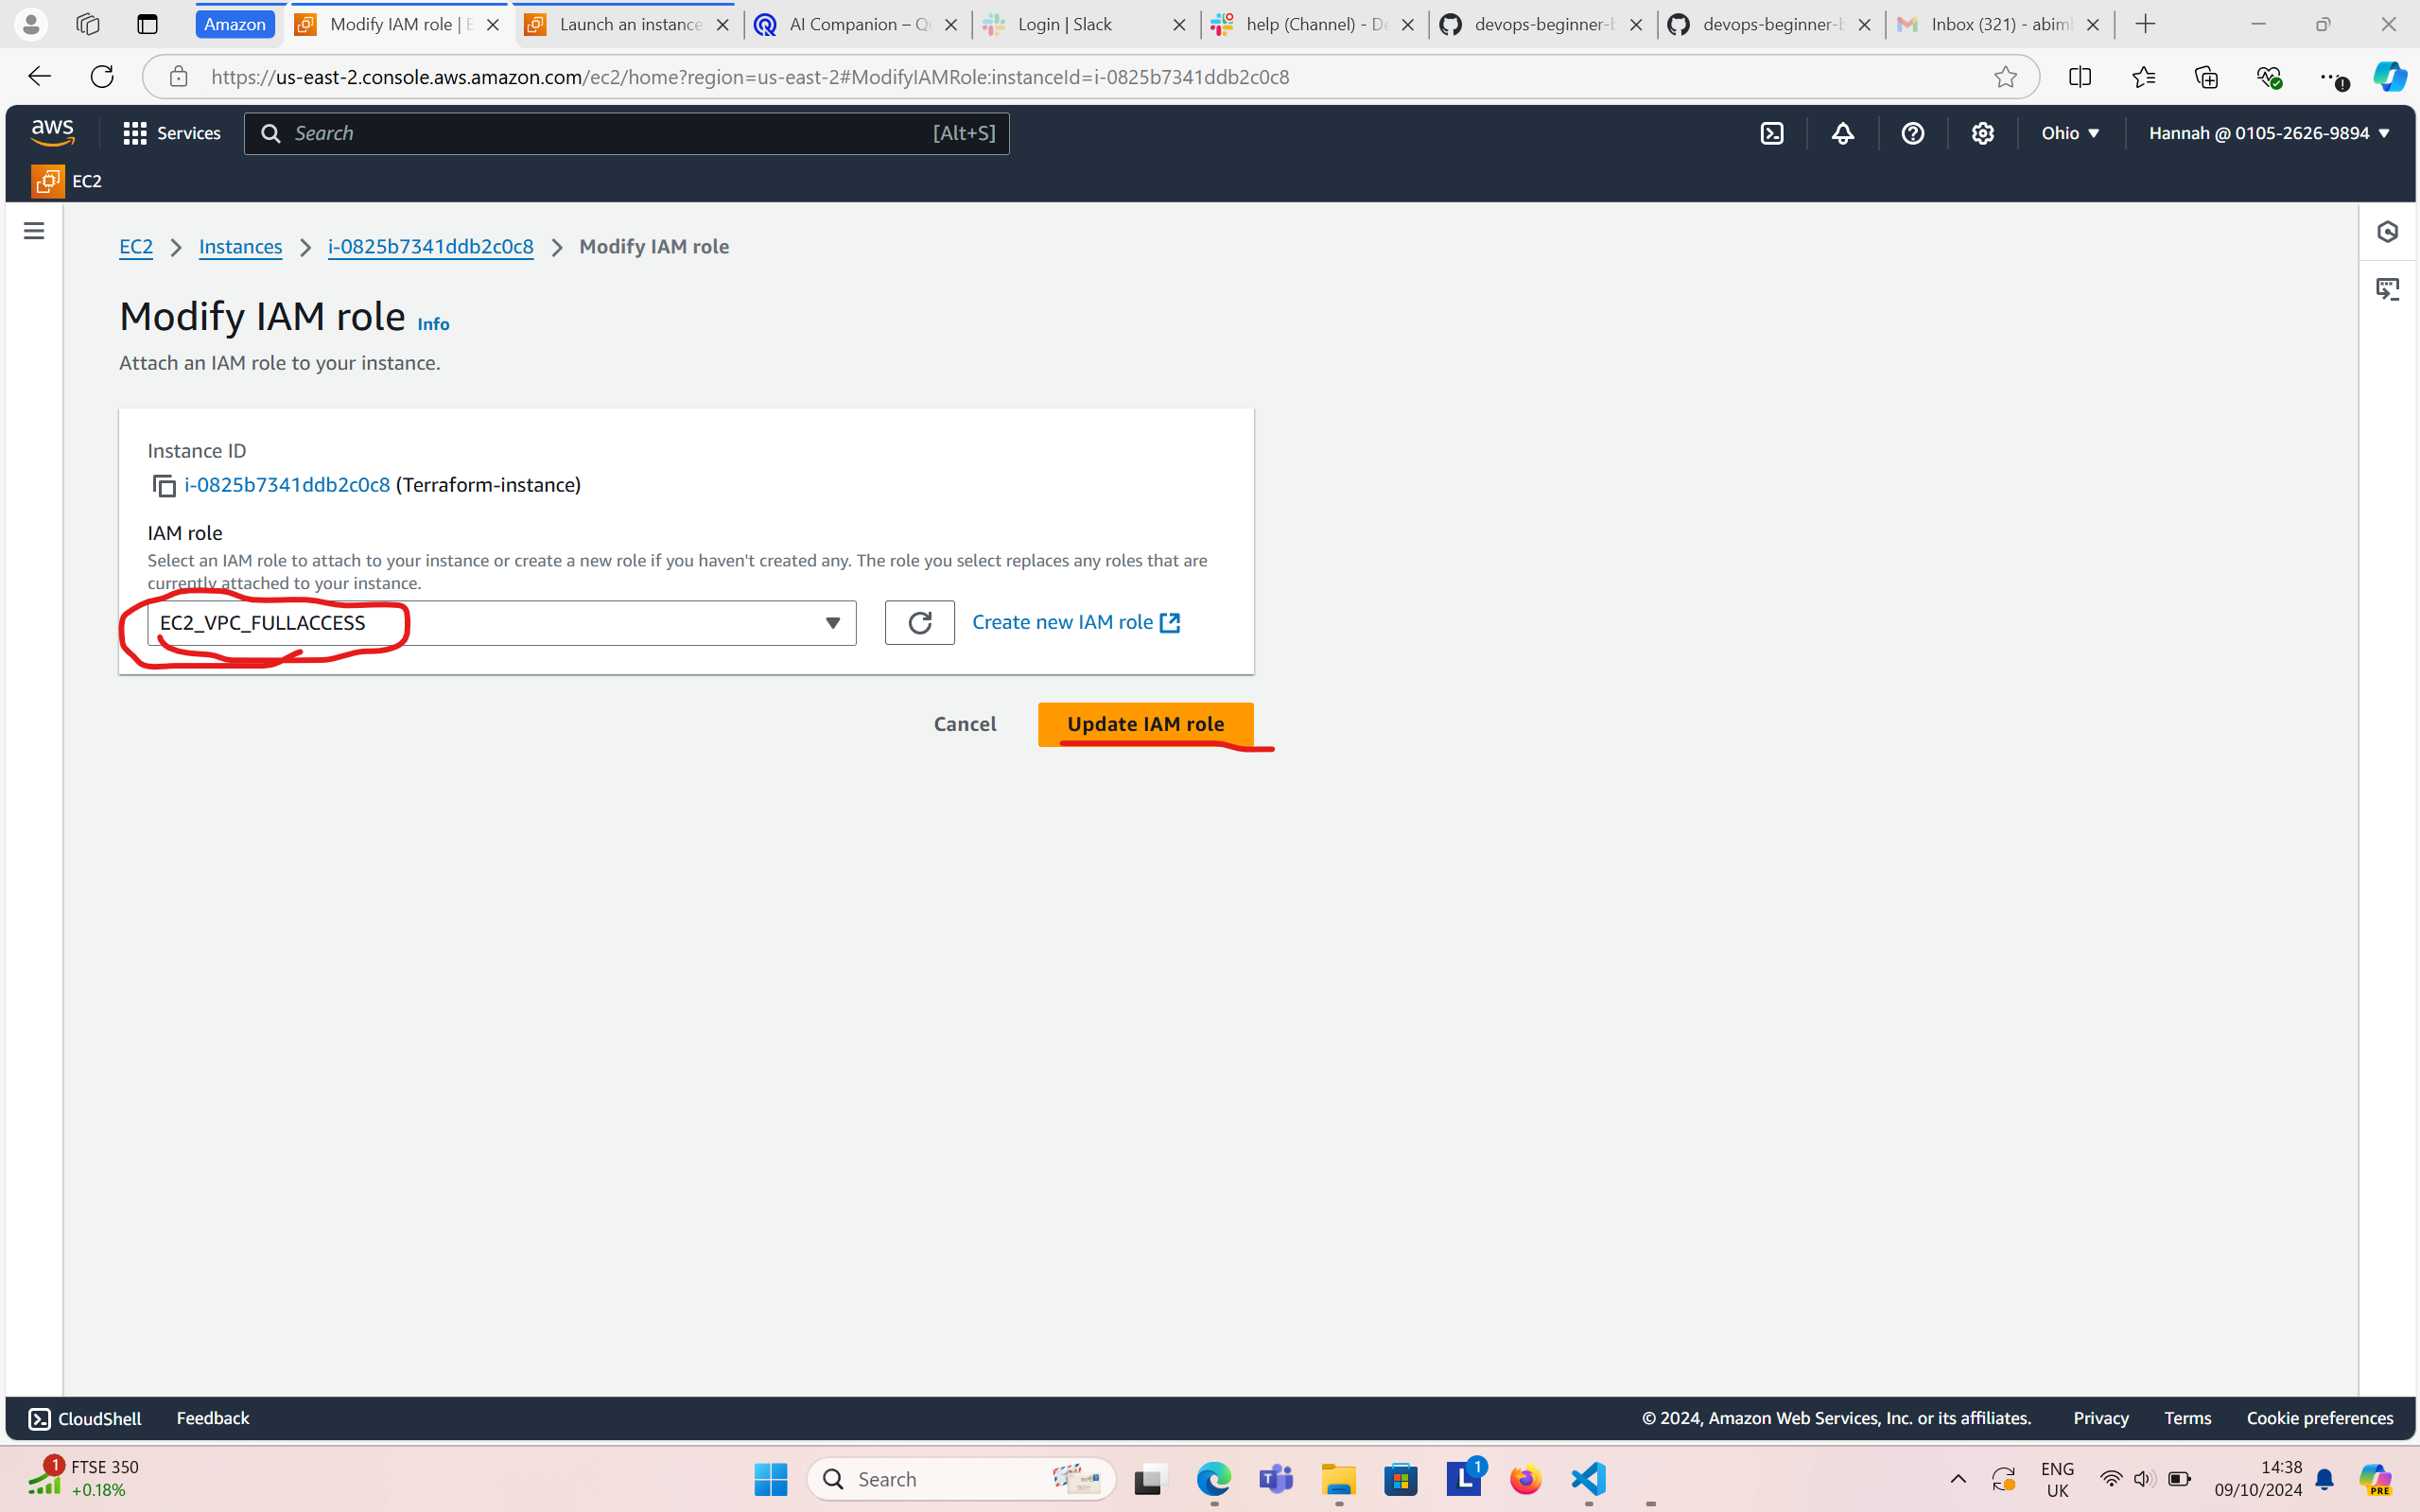 Amazon
Modify IAM role | E
Launch an instance
AI Companion – Qu
Login | Slack
help (Channel) - De
devops-beginner-b
devops-beginner-b
Inbox (321) - abiml
https://us-east-2.console.aws.amazon.com/ec2/home?region=us-east-2#ModifyIAMRole:instanceId=i-0825b7341ddb2c0c8
aws
Services
Search
[Alt+S]
Ohio
Hannah @ 0105-2626-9894
EC2
EC2
Instances
i-0825b7341ddb2c0c8
Modify IAM role
Modify IAM role Info
Attach an IAM role to your instance.
Instance ID
i-0825b7341ddb2c0c8 (Terraform-instance)
IAM role
Select an IAM role to attach to your instance or create a new role if you haven't created any. The role you select replaces any roles that are
currently attached to your instance.
EC2_VPC_FULLACCESS
Create new IAM role
Cancel
Update IAM role
CloudShell
Feedback
© 2024, Amazon Web Services, Inc. or its affiliates.
Privacy
Terms
Cookie preferences
1
FTSE 350
+0.18%
Search
L
1
ENG
UK
14:38
09/10/2024
PRE